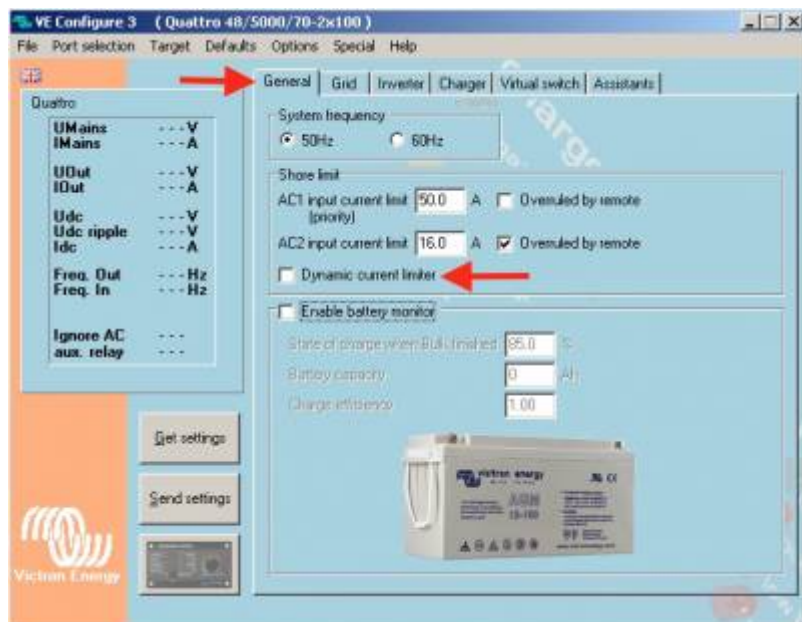 VE Configure 3 ( Quattro 48/5000/70-2x100 )
File Port selection Target Defaults Options Special Help
General Grid Inverter Charger Virtual switch Assistants
Quattro
UMains - - - V
IMains - - - A
UOut - - - V
IOut - - - A
Udc - - - V
Udc ripple - - - V
Idc - - - A
Freq. Out - - - Hz
Freq. In - - - Hz
Ignore AC - - -
aux. relay - - -
Get settings
Send settings
Victron Energy
System frequency
50Hz 60Hz
Shore limit
AC1 input current limit 50.0 A Overruled by remote
(priority)
AC2 input current limit 16.0 A Overruled by remote
Dynamic current limiter
Enable battery monitor
State of charge when Bulk finished 85.0 %
Battery capacity 0 Ah
Charge efficiency 1.00
victron energy
AGM
12-100